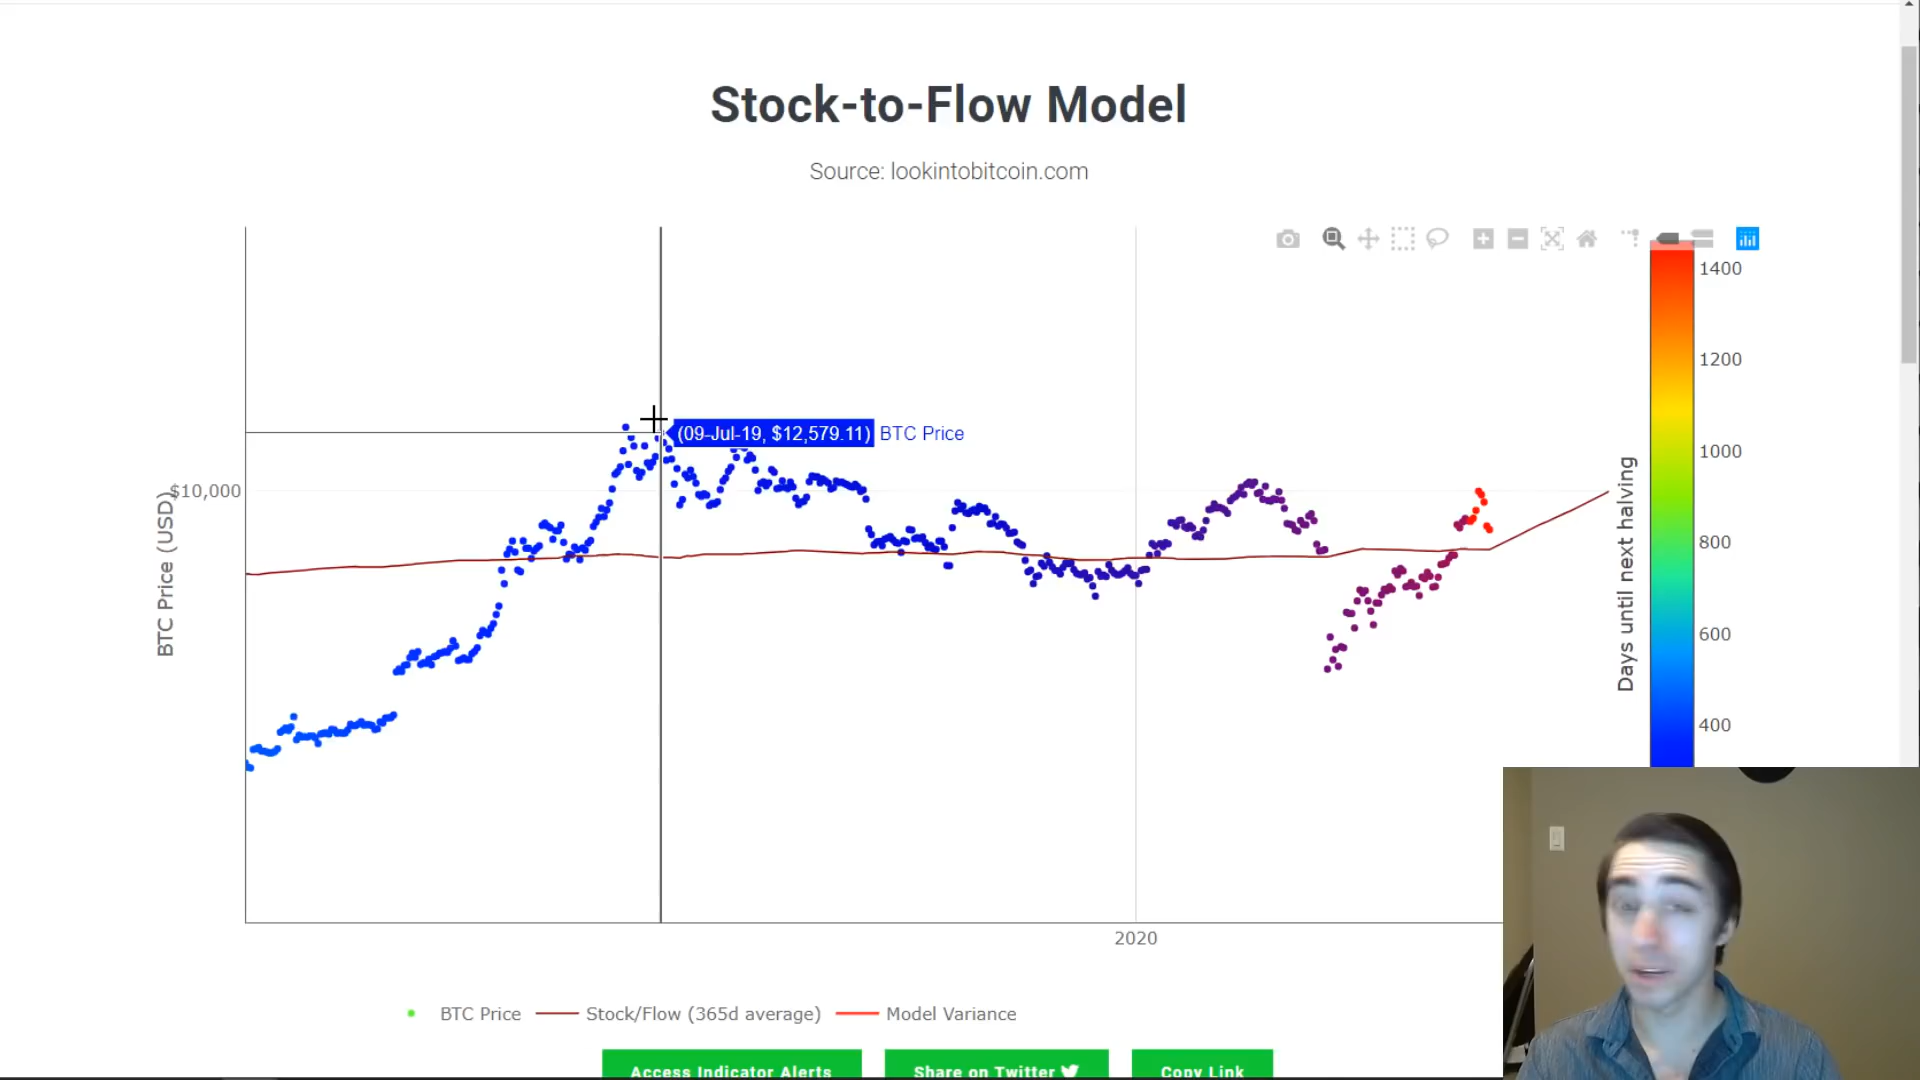 Stock-to-Flow Model
Source: lookintobitcoin.com
1400
1200
1000
800
600
400
Days until next halving
(09-Jul-19, $12,579.11) BTC Price
$10,000
BTC Price (USD)
2020
BTC Price Stock/Flow (365d average) Model Variance
Access Indicator Alerts Share on Twitter Copy Link